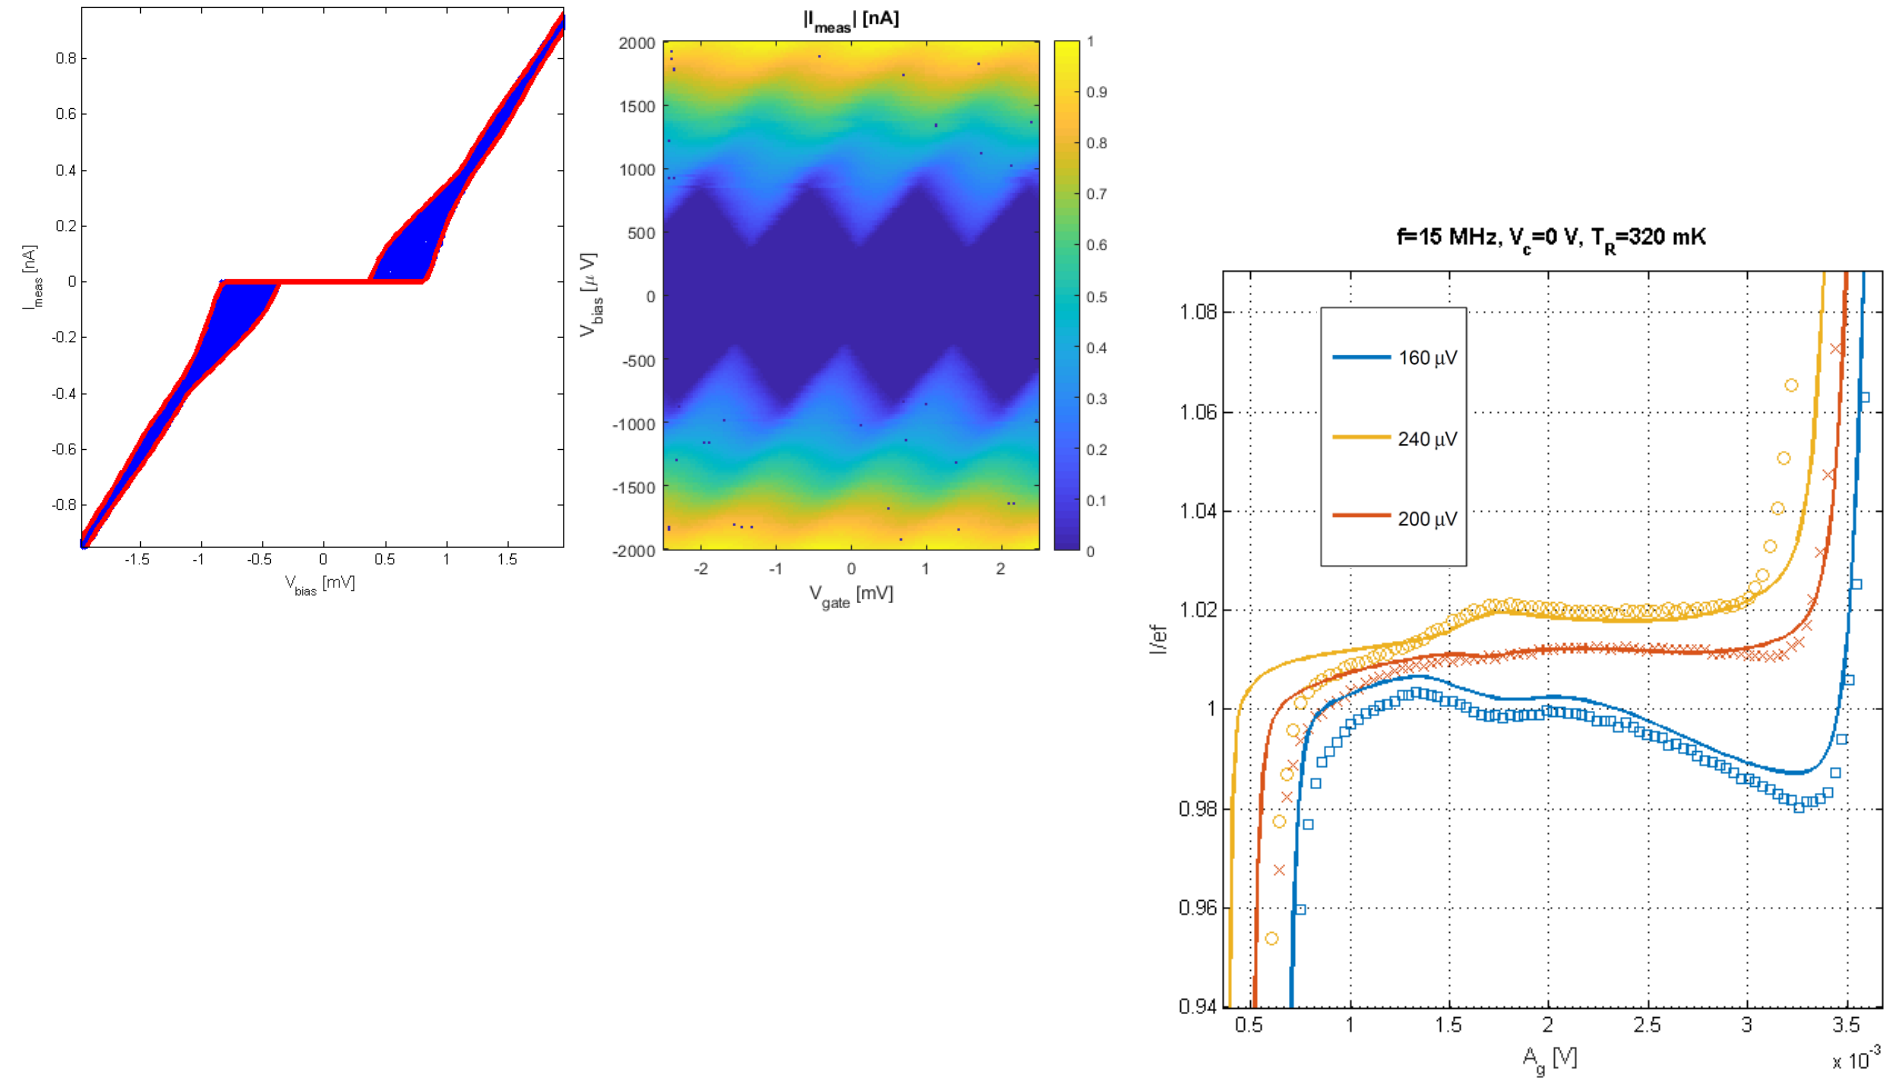 0.8
0.6
0.4
0.2
0
-0.2
-0.4
-0.6
-0.8
I_meas [nA]
-1.5 -1 -0.5 0 0.5 1 1.5
V_bias [mV]
|I_meas| [nA]
2000
1500
1000
500
0
-500
-1000
-1500
-2000
V_bias [μ V]
-2 -1 0 1 2
V_gate [mV]
1
0.9
0.8
0.7
0.6
0.5
0.4
0.3
0.2
0.1
0
f=15 MHz, V_c=0 V, T_R=320 mK
160 μV
240 μV
200 μV
1.08
1.06
1.04
1.02
1
0.98
0.96
0.94
I/ef
0.5 1 1.5 2 2.5 3 3.5
A_g [V]
x 10^-3